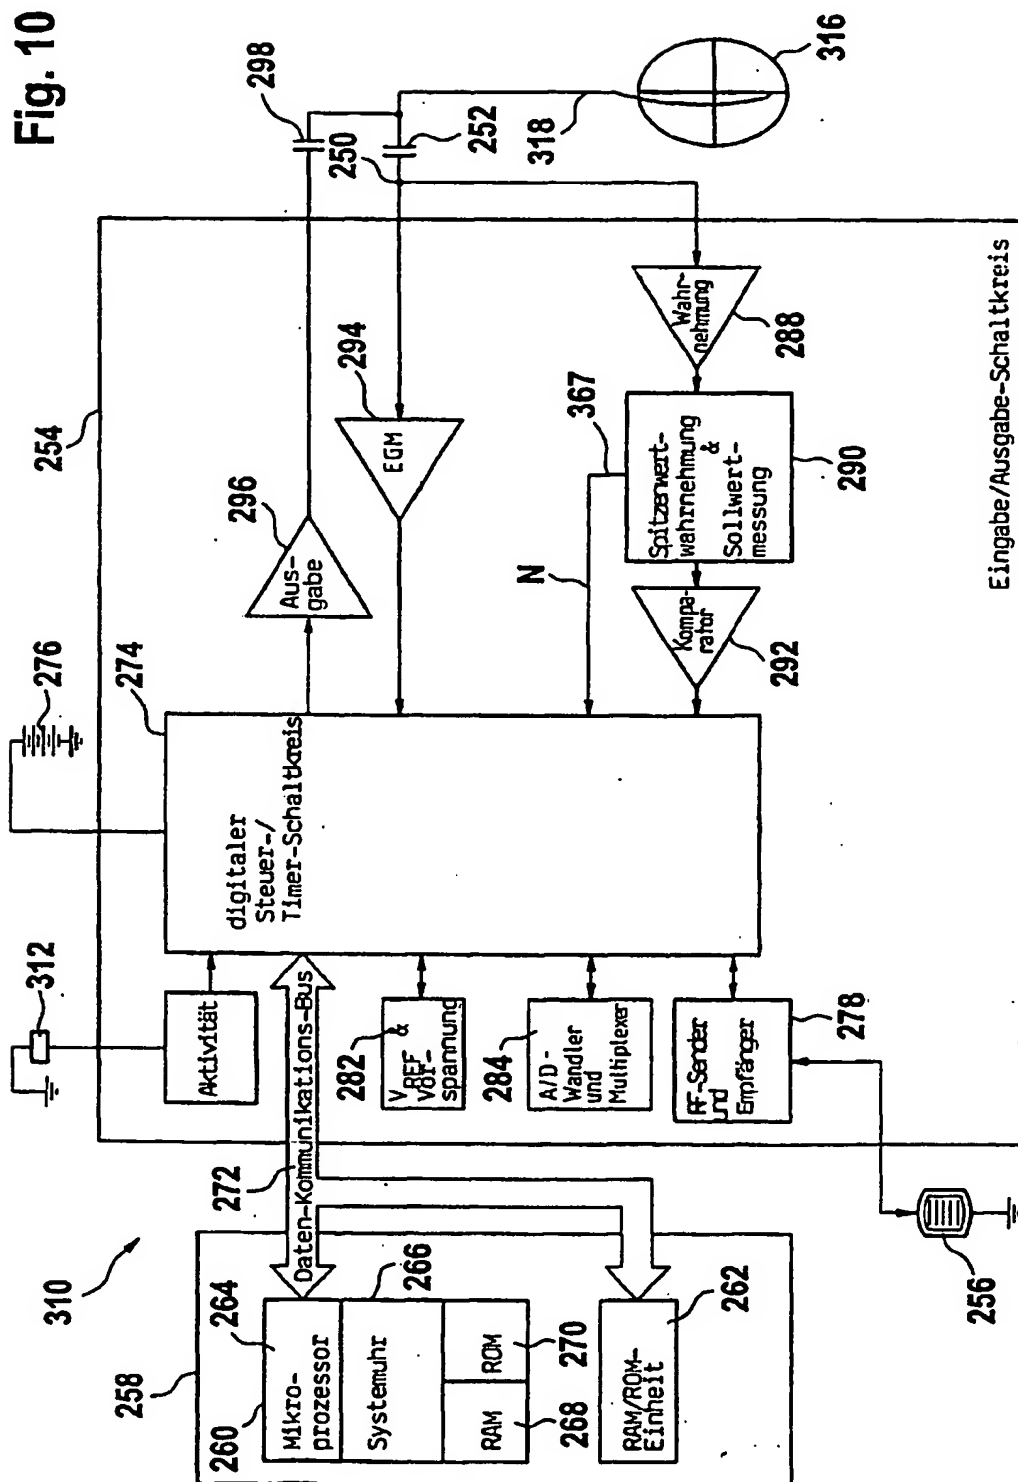 Fig. 10
310
258
260
264
Mikro-
prozessor
Systemuhr
266
RAM
268
ROM
270
RAM/ROM-
Einheit
262
272
Daten-Kommunikations-Bus
256
312
Aktivität
282
VREF &
Vor-
spannung
284
A/D-
Wandler
und
Multiplexer
RF-Sender
und
Empfänger
278
276
274
digitaler
Steuer-/
Timer-Schaltkreis
254
296
Aus-
gabe
294
EGM
N
367
Kompa-
rator
292
Spitzenwert-
wahrnehmung
&
Sollwert-
messung
290
Wahr-
nehmung
288
298
250
252
318
316
Eingabe/Ausgabe-Schaltkreis